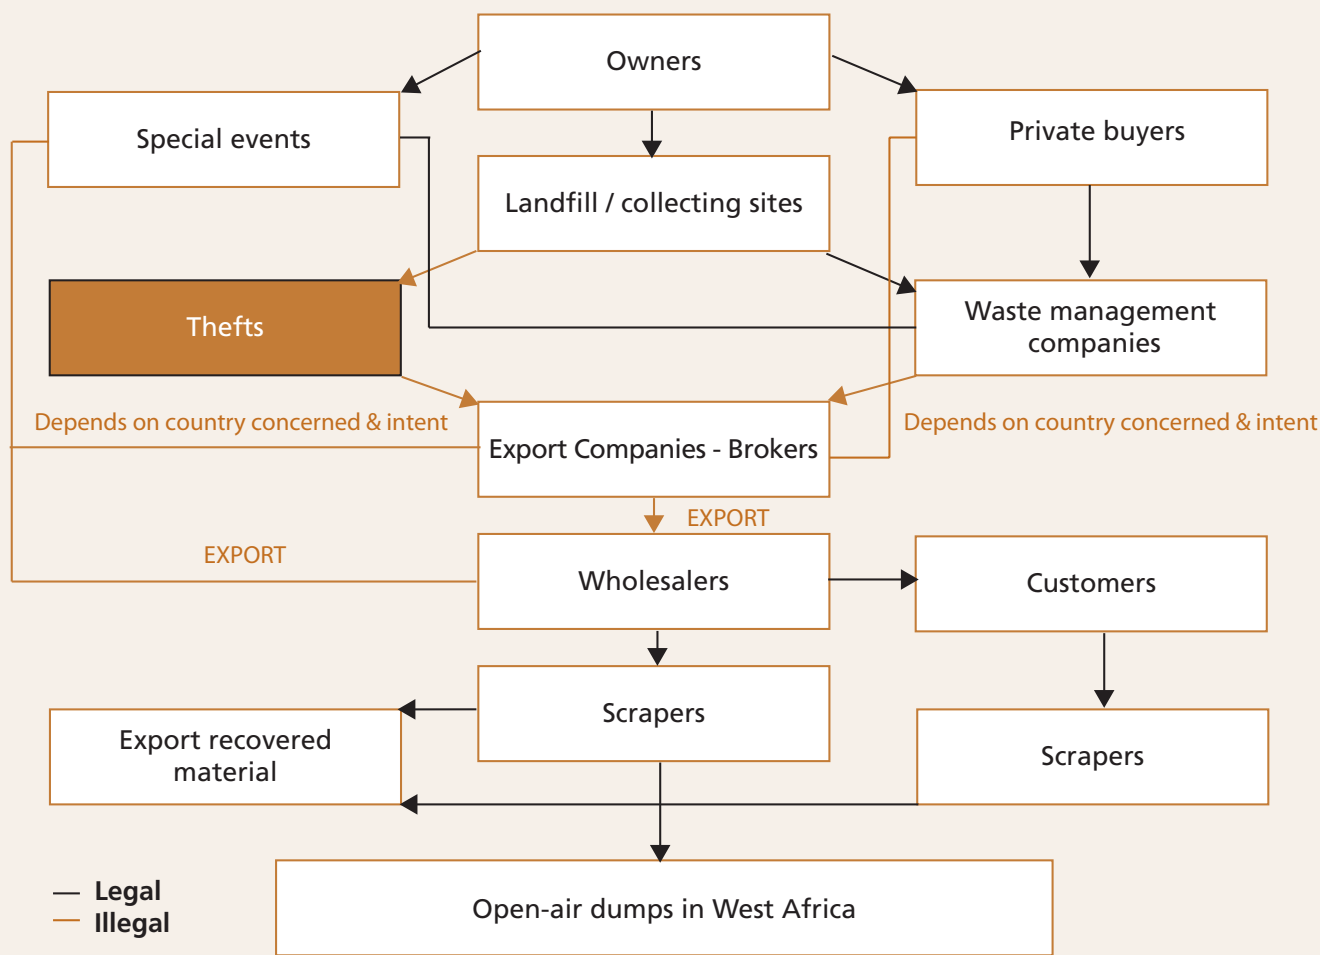 Owners
Special events
Private buyers
Landfill / collecting sites
Thefts
Waste management
companies
Depends on country concerned & intent
Depends on country concerned & intent
Export Companies - Brokers
EXPORT
EXPORT
Wholesalers
Customers
Scrapers
Export recovered
material
Scrapers
Legal
Illegal
Open-air dumps in West Africa